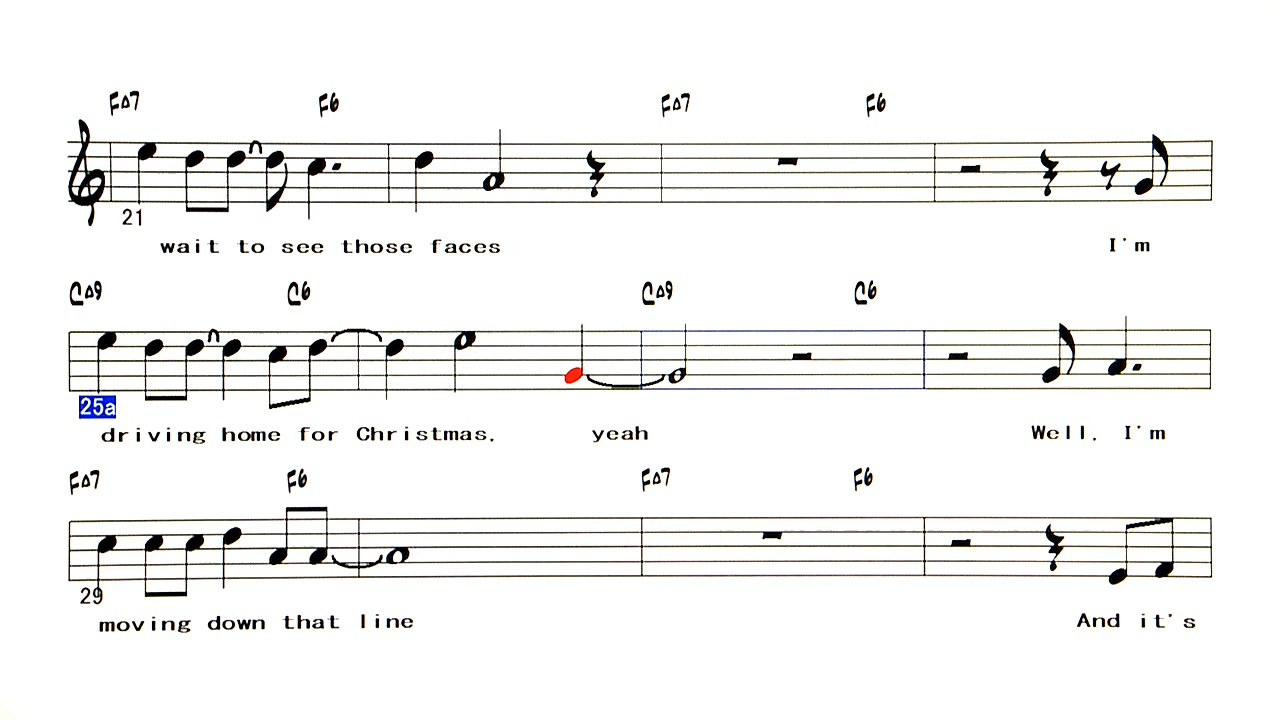 F△7 F6 F△7 F6
21
wait to see those faces I'm
C△9 C6 C△9 C6
25a
driving home for Christmas, yeah Well, I'm
F△7 F6 F△7 F6
29
moving down that line And it's